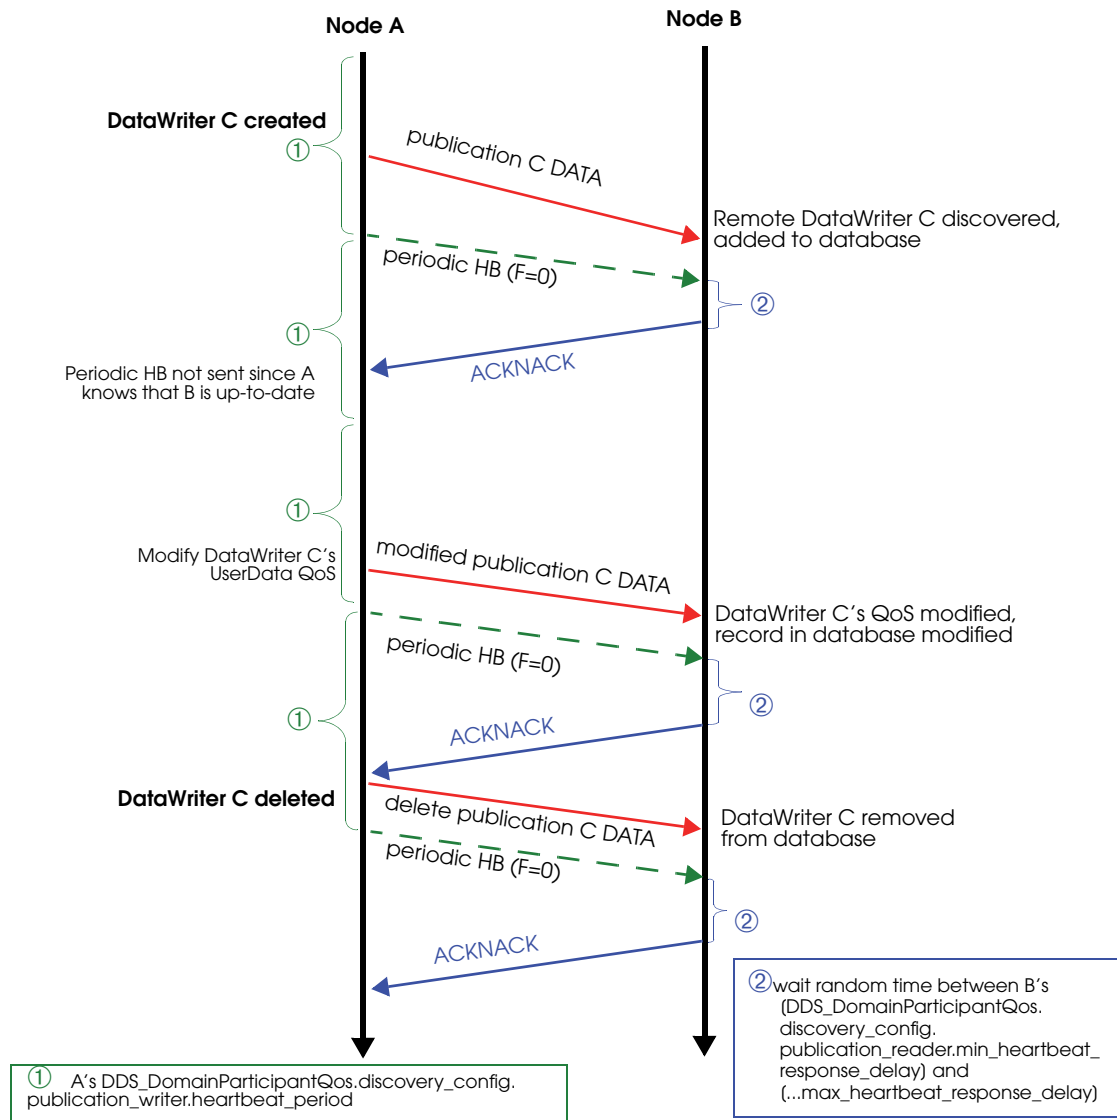 Node A
Node B
DataWriter C created
①
publication C DATA
Remote DataWriter C discovered,
added to database
periodic HB (F=0)
②
①
ACKNACK
Periodic HB not sent since A
knows that B is up-to-date
①
Modify DataWriter C's
UserData QoS
modified publication C DATA
DataWriter C's QoS modified,
record in database modified
periodic HB (F=0)
②
①
ACKNACK
DataWriter C deleted
delete publication C DATA
DataWriter C removed
from database
periodic HB (F=0)
②
ACKNACK
② wait random time between B's
(DDS_DomainParticipantQos.
discovery_config.
publication_reader.min_heartbeat_
response_delay) and
(...max_heartbeat_response_delay)
① A's DDS_DomainParticipantQos.discovery_config.
publication_writer.heartbeat_period